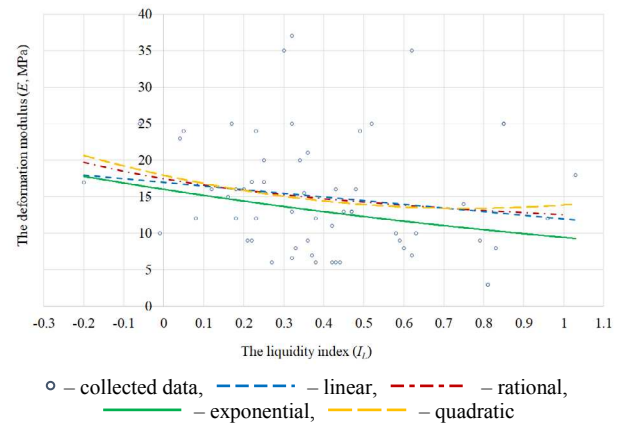 40
35
30
25
20
15
10
5
0
-0.3 -0.2 -0.1 0 0.1 0.2 0.3 0.4 0.5 0.6 0.7 0.8 0.9 1 1.1
The deformation modulus (E, MPa)
The liquidity index (I_L)
– collected data, – linear, – rational,
– exponential, – quadratic